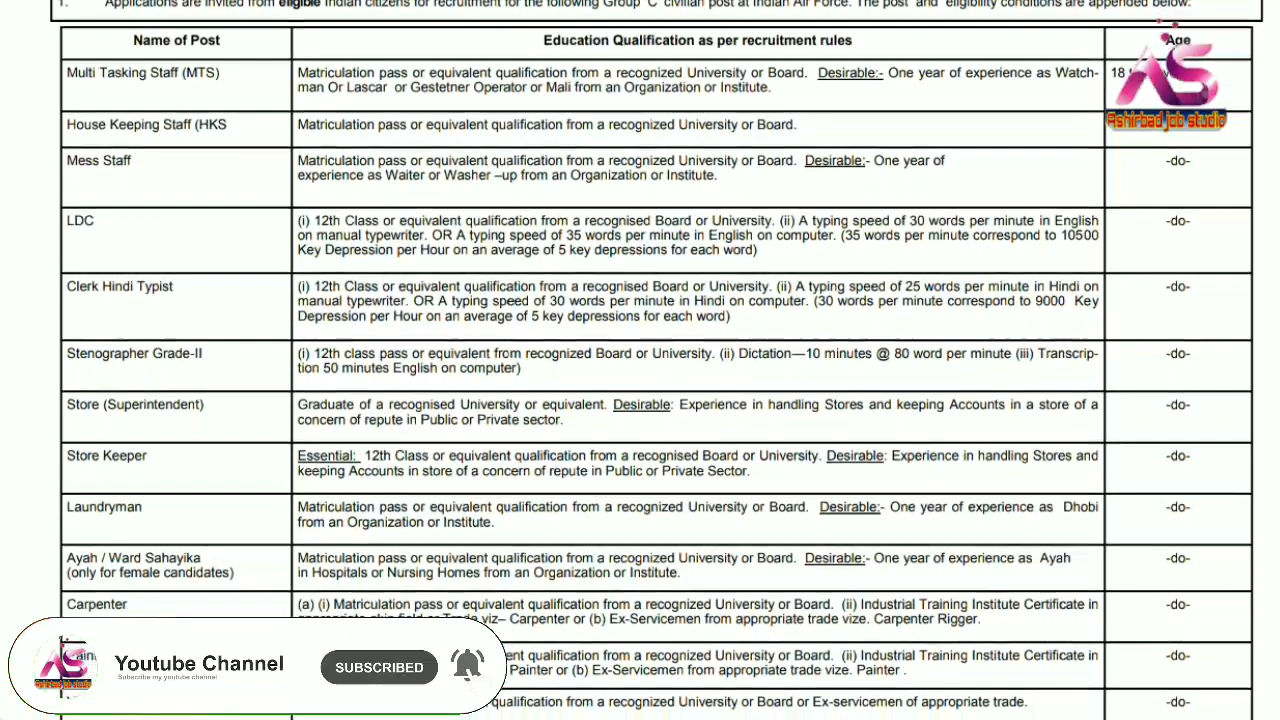 1. Applications are invited from eligible Indian citizens for recruitment for the following Group 'C' civilian post at Indian Air Force. The post and eligibility conditions are appended below:
Name of Post
Education Qualification as per recruitment rules
Age
Multi Tasking Staff (MTS)
Matriculation pass or equivalent qualification from a recognized University or Board. Desirable:- One year of experience as Watch-
man Or Lascar or Gestetner Operator or Mali from an Organization or Institute.
18
AS
Ashirbad job studio
House Keeping Staff (HKS
Matriculation pass or equivalent qualification from a recognized University or Board.
Mess Staff
Matriculation pass or equivalent qualification from a recognized University or Board. Desirable:- One year of
experience as Waiter or Washer –up from an Organization or Institute.
-do-
LDC
(i) 12th Class or equivalent qualification from a recognised Board or University. (ii) A typing speed of 30 words per minute in English
on manual typewriter. OR A typing speed of 35 words per minute in English on computer. (35 words per minute correspond to 10500
Key Depression per Hour on an average of 5 key depressions for each word)
-do-
Clerk Hindi Typist
(i) 12th Class or equivalent qualification from a recognised Board or University. (ii) A typing speed of 25 words per minute in Hindi on
manual typewriter. OR A typing speed of 30 words per minute in Hindi on computer. (30 words per minute correspond to 9000 Key
Depression per Hour on an average of 5 key depressions for each word)
-do-
Stenographer Grade-II
(i) 12th class pass or equivalent from recognized Board or University. (ii) Dictation—10 minutes @ 80 word per minute (iii) Transcrip-
tion 50 minutes English on computer)
-do-
Store (Superintendent)
Graduate of a recognised University or equivalent. Desirable: Experience in handling Stores and keeping Accounts in a store of a
concern of repute in Public or Private sector.
-do-
Store Keeper
Essential: 12th Class or equivalent qualification from a recognised Board or University. Desirable: Experience in handling Stores and
keeping Accounts in store of a concern of repute in Public or Private Sector.
-do-
Laundryman
Matriculation pass or equivalent qualification from a recognized University or Board. Desirable:- One year of experience as Dhobi
from an Organization or Institute.
-do-
Ayah / Ward Sahayika
(only for female candidates)
Matriculation pass or equivalent qualification from a recognized University or Board. Desirable:- One year of experience as Ayah
in Hospitals or Nursing Homes from an Organization or Institute.
-do-
Carpenter
(a) (i) Matriculation pass or equivalent qualification from a recognized University or Board. (ii) Industrial Training Institute Certificate in
viz– Carpenter or (b) Ex-Servicemen from appropriate trade vize. Carpenter Rigger.
-do-
qualification from a recognized University or Board. (ii) Industrial Training Institute Certificate in
Painter or (b) Ex-Servicemen from appropriate trade vize. Painter .
-do-
qualification from a recognized University or Board or Ex-servicemen of appropriate trade.
-do-
AS
Ashirbad job studio
Youtube Channel
Subscribe my youtube channel
SUBSCRIBED